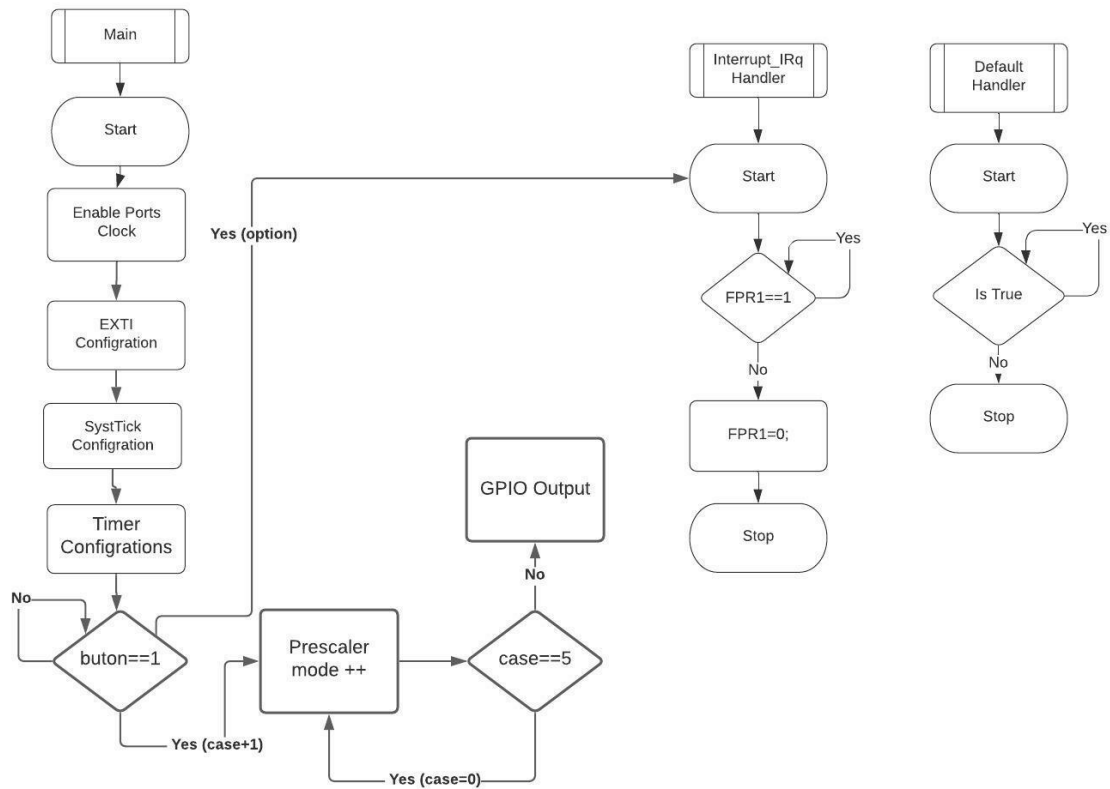 Main
Start
Enable Ports
Clock
EXTI
Configration
SystTick
Configration
Timer
Configrations
No
buton==1
Yes (option)
Yes (case+1)
Prescaler
mode ++
case==5
Yes (case=0)
No
GPIO Output
Interrupt_IRq
Handler
Start
FPR1==1
Yes
No
FPR1=0;
Stop
Default
Handler
Start
Is True
Yes
No
Stop